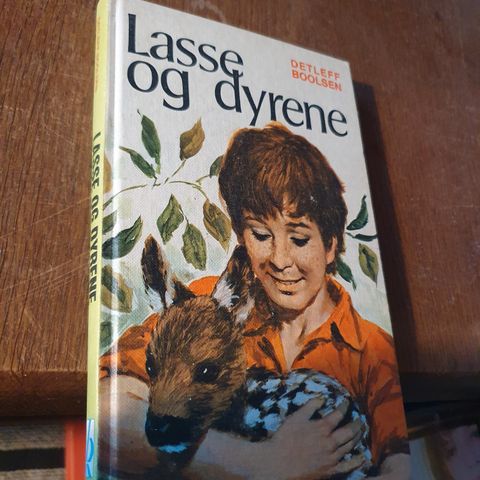 Lasse
og dyrene
DETLEFF
BOOLSEN
LASSE OG DYRENE